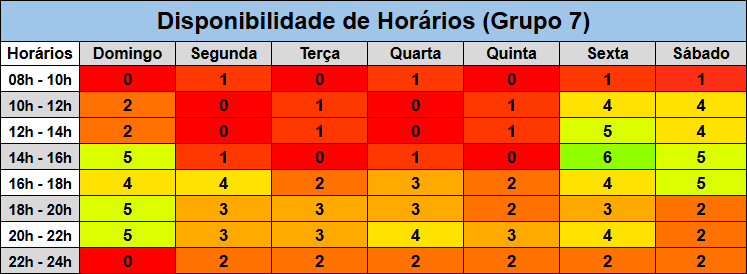 Disponibilidade de Horários (Grupo 7)
Horários Domingo Segunda Terça Quarta Quinta Sexta Sábado
08h - 10h 0 1 0 1 0 1 1
10h - 12h 2 0 1 0 1 4 4
12h - 14h 2 0 1 0 1 5 4
14h - 16h 5 1 0 1 0 6 5
16h - 18h 4 4 2 3 2 4 5
18h - 20h 5 3 3 3 2 3 2
20h - 22h 5 3 3 4 3 4 2
22h - 24h 0 2 2 2 2 2 2